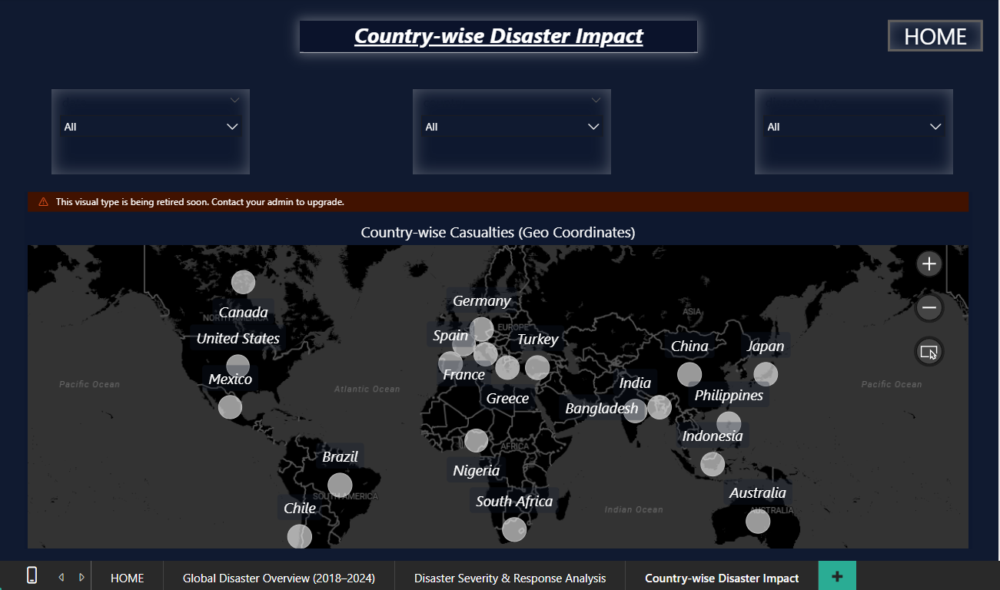 Country-wise Disaster Impact
HOME
All
All
All
This visual type is being retired soon. Contact your admin to upgrade.
Country-wise Casualties (Geo Coordinates)
Germany
ASIA
Canada
NORTH AMERICA
EUROPE
Spain
United States
Turkey
China
Japan
France
Mexico
India
Pacific Ocean
Atlantic Ocean
Pacific Ocean
Philippines
Greece
Bangladesh
Indonesia
AFRICA
Brazil
Nigeria
SOUTH AMERICA
South Africa
Australia
Chile
Indian Ocean
AUSTRALIA
HOME
Global Disaster Overview (2018–2024)
Disaster Severity & Response Analysis
Country-wise Disaster Impact